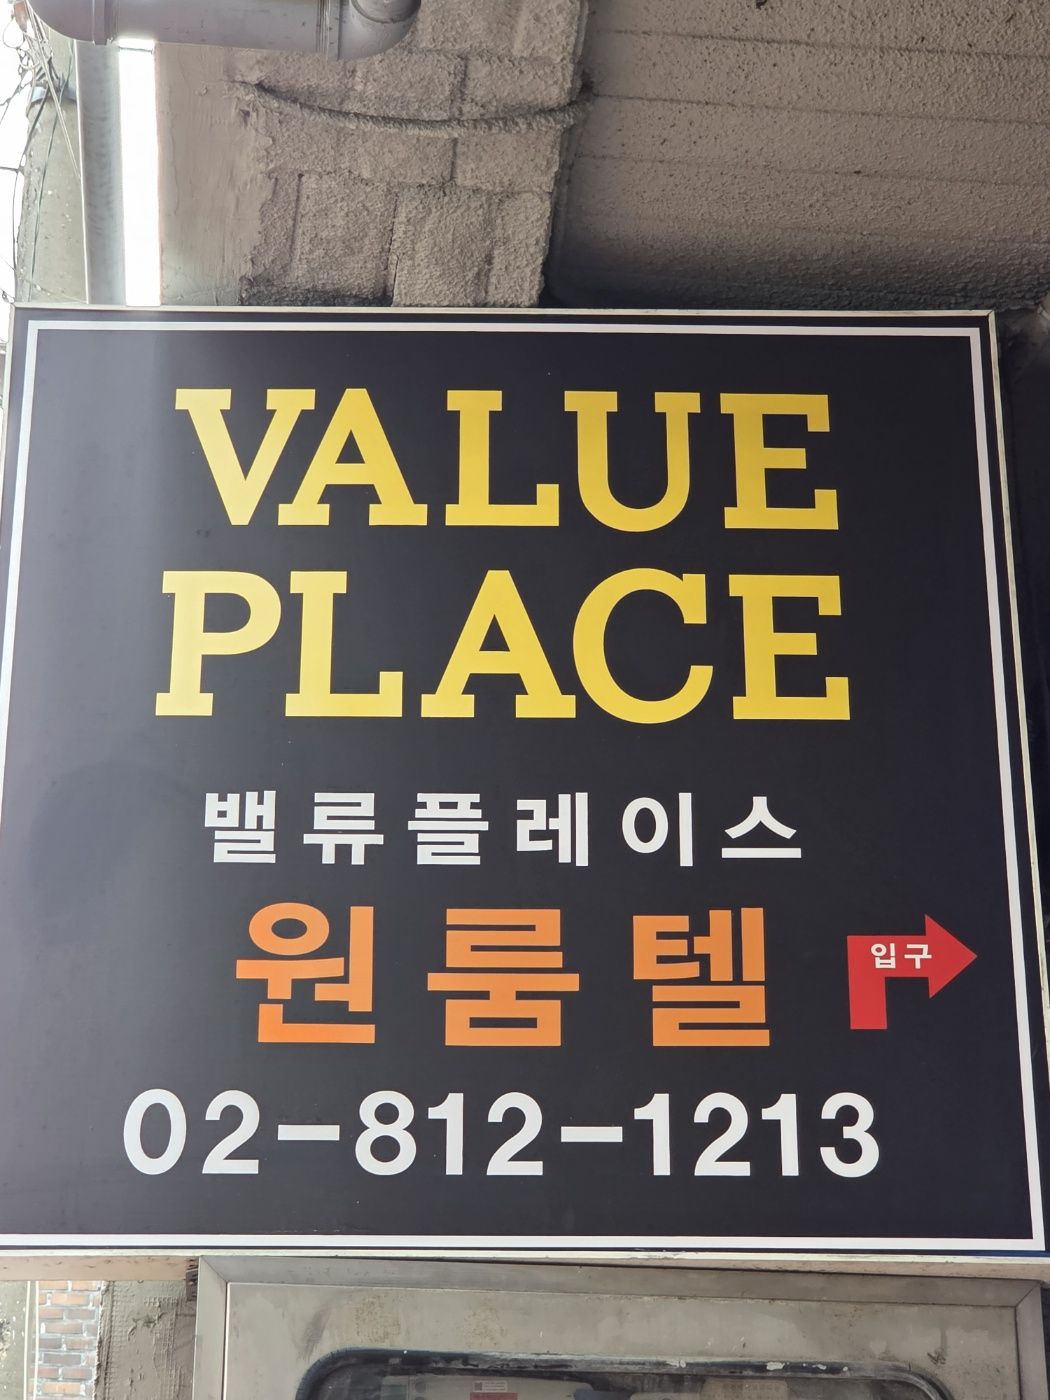 VALUE
PLACE
밸류플레이스
원룸텔
입구
02-812-1213